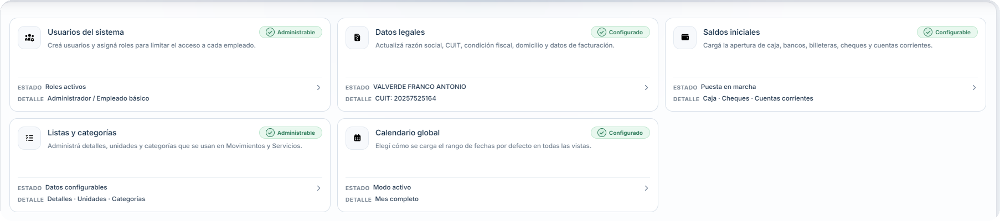 Usuarios del sistema
Administrable
Creá usuarios y asigná roles para limitar el acceso a cada empleado.
ESTADO Roles activos
DETALLE Administrador / Empleado básico
Datos legales
Configurado
Actualizá razón social, CUIT, condición fiscal, domicilio y datos de facturación.
ESTADO VALVERDE FRANCO ANTONIO
DETALLE CUIT: 20257525164
Saldos iniciales
Configurable
Cargá la apertura de caja, bancos, billeteras, cheques y cuentas corrientes.
ESTADO Puesta en marcha
DETALLE Caja · Cheques · Cuentas corrientes
Listas y categorías
Administrable
Administrá detalles, unidades y categorías que se usan en Movimientos y Servicios.
ESTADO Datos configurables
DETALLE Detalles · Unidades · Categorías
Calendario global
Configurado
Elegí cómo se carga el rango de fechas por defecto en todas las vistas.
ESTADO Modo activo
DETALLE Mes completo